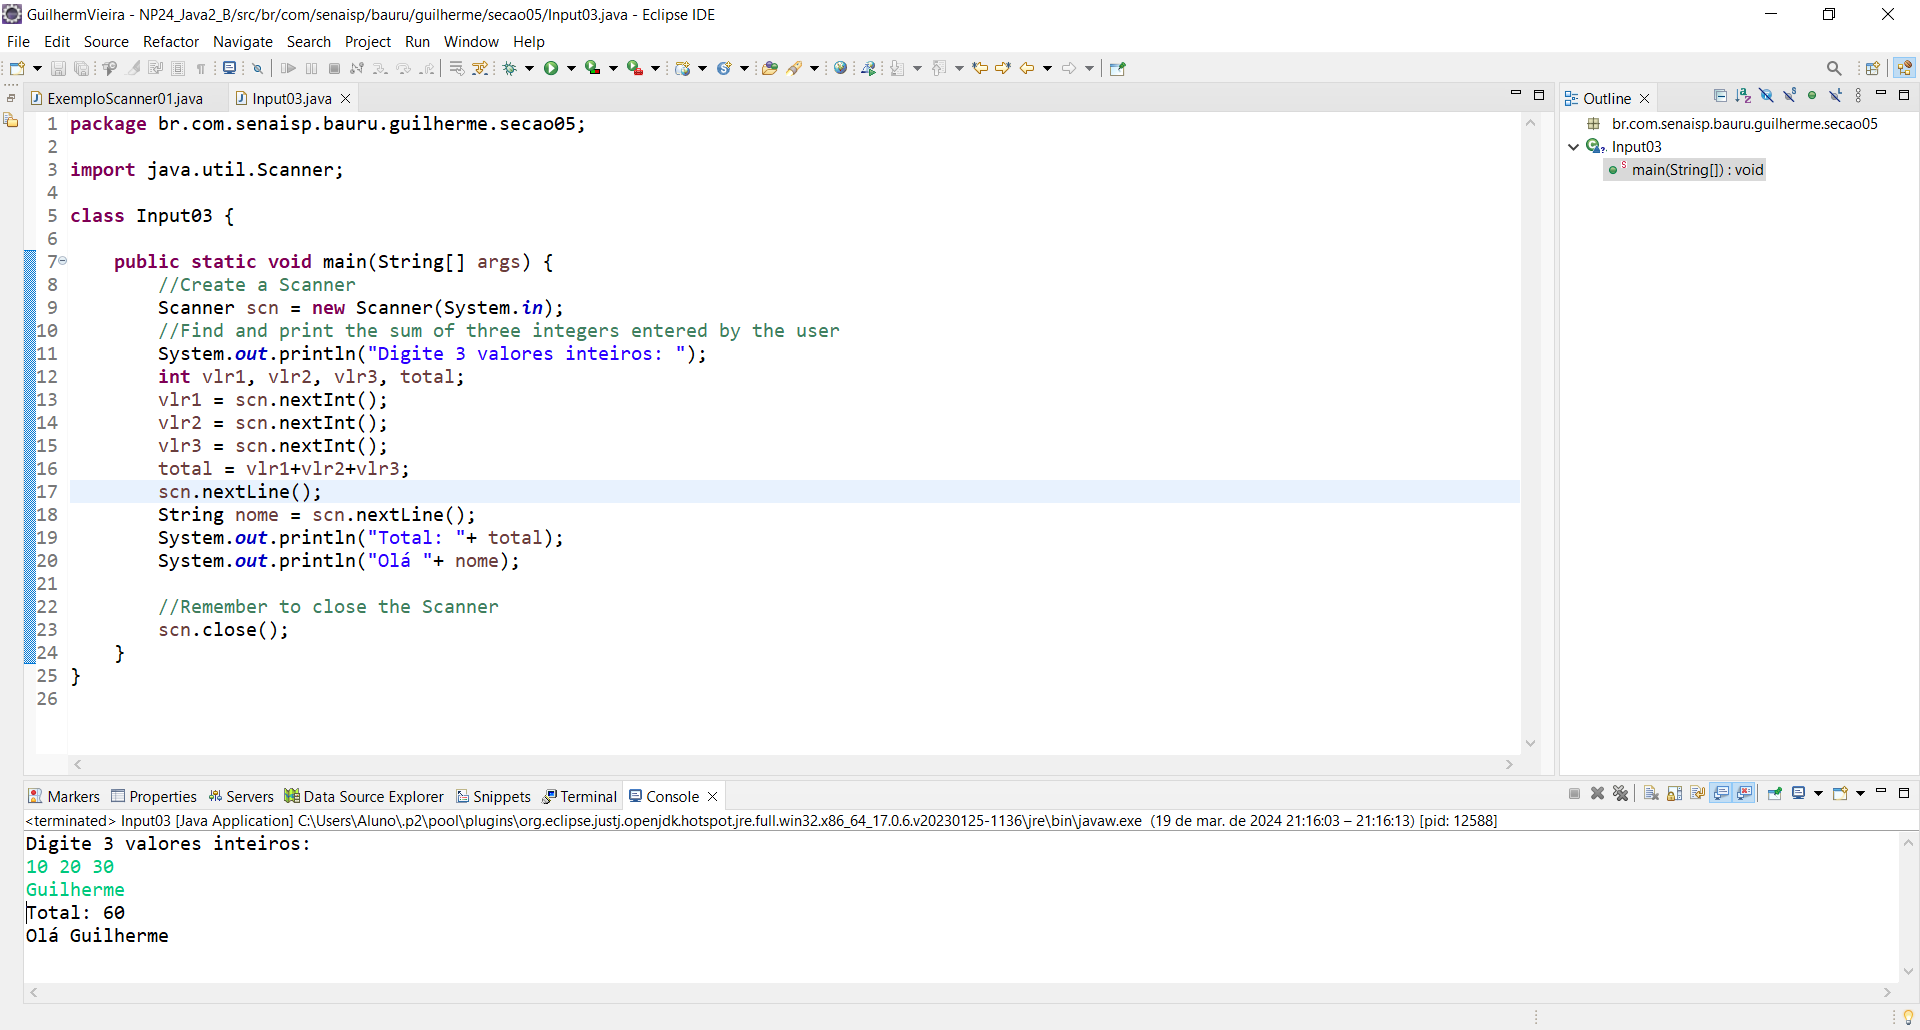 GuilhermVieira - NP24_Java2_B/src/br/com/senaisp/bauru/guilherme/secao05/Input03.java - Eclipse IDE
File Edit Source Refactor Navigate Search Project Run Window Help
ExemploScanner01.java Input03.java
1 package br.com.senaisp.bauru.guilherme.secao05;
2
3 import java.util.Scanner;
4
5 class Input03 {
6
7 public static void main(String[] args) {
8 //Create a Scanner
9 Scanner scn = new Scanner(System.in);
10 //Find and print the sum of three integers entered by the user
11 System.out.println("Digite 3 valores inteiros: ");
12 int vlr1, vlr2, vlr3, total;
13 vlr1 = scn.nextInt();
14 vlr2 = scn.nextInt();
15 vlr3 = scn.nextInt();
16 total = vlr1+vlr2+vlr3;
17 scn.nextLine();
18 String nome = scn.nextLine();
19 System.out.println("Total: "+ total);
20 System.out.println("Olá "+ nome);
21
22 //Remember to close the Scanner
23 scn.close();
24 }
25 }
26
Outline
br.com.senaisp.bauru.guilherme.secao05
Input03
main(String[]) : void
Markers Properties Servers Data Source Explorer Snippets Terminal Console
<terminated> Input03 [Java Application] C:\Users\Aluno\.p2\pool\plugins\org.eclipse.justj.openjdk.hotspot.jre.full.win32.x86_64_17.0.6.v20230125-1136\jre\bin\javaw.exe (19 de mar. de 2024 21:16:03 – 21:16:13) [pid: 12588]
Digite 3 valores inteiros:
10 20 30
Guilherme
Total: 60
Olá Guilherme